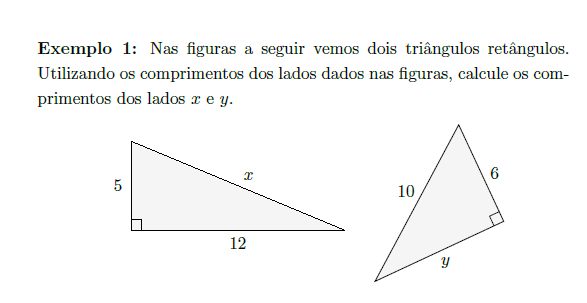 Exemplo 1: Nas figuras a seguir vemos dois triângulos retângulos.
Utilizando os comprimentos dos lados dados nas figuras, calcule os com-
primentos dos lados x e y.
5
x
12
10
6
y